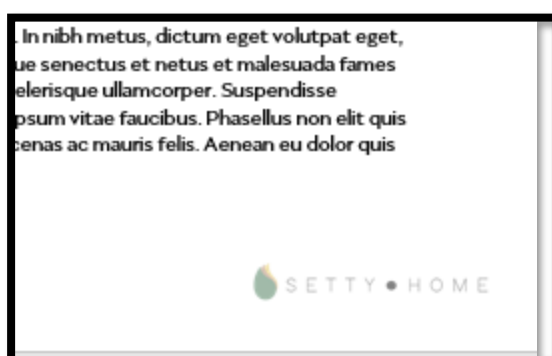 . In nibh metus, dictum eget volutpat eget,
ue senectus et netus et malesuada fames
elerisque ullamcorper. Suspendisse
psum vitae faucibus. Phasellus non elit quis
cenas ac mauris felis. Aenean eu dolor quis
SETTY●HOME